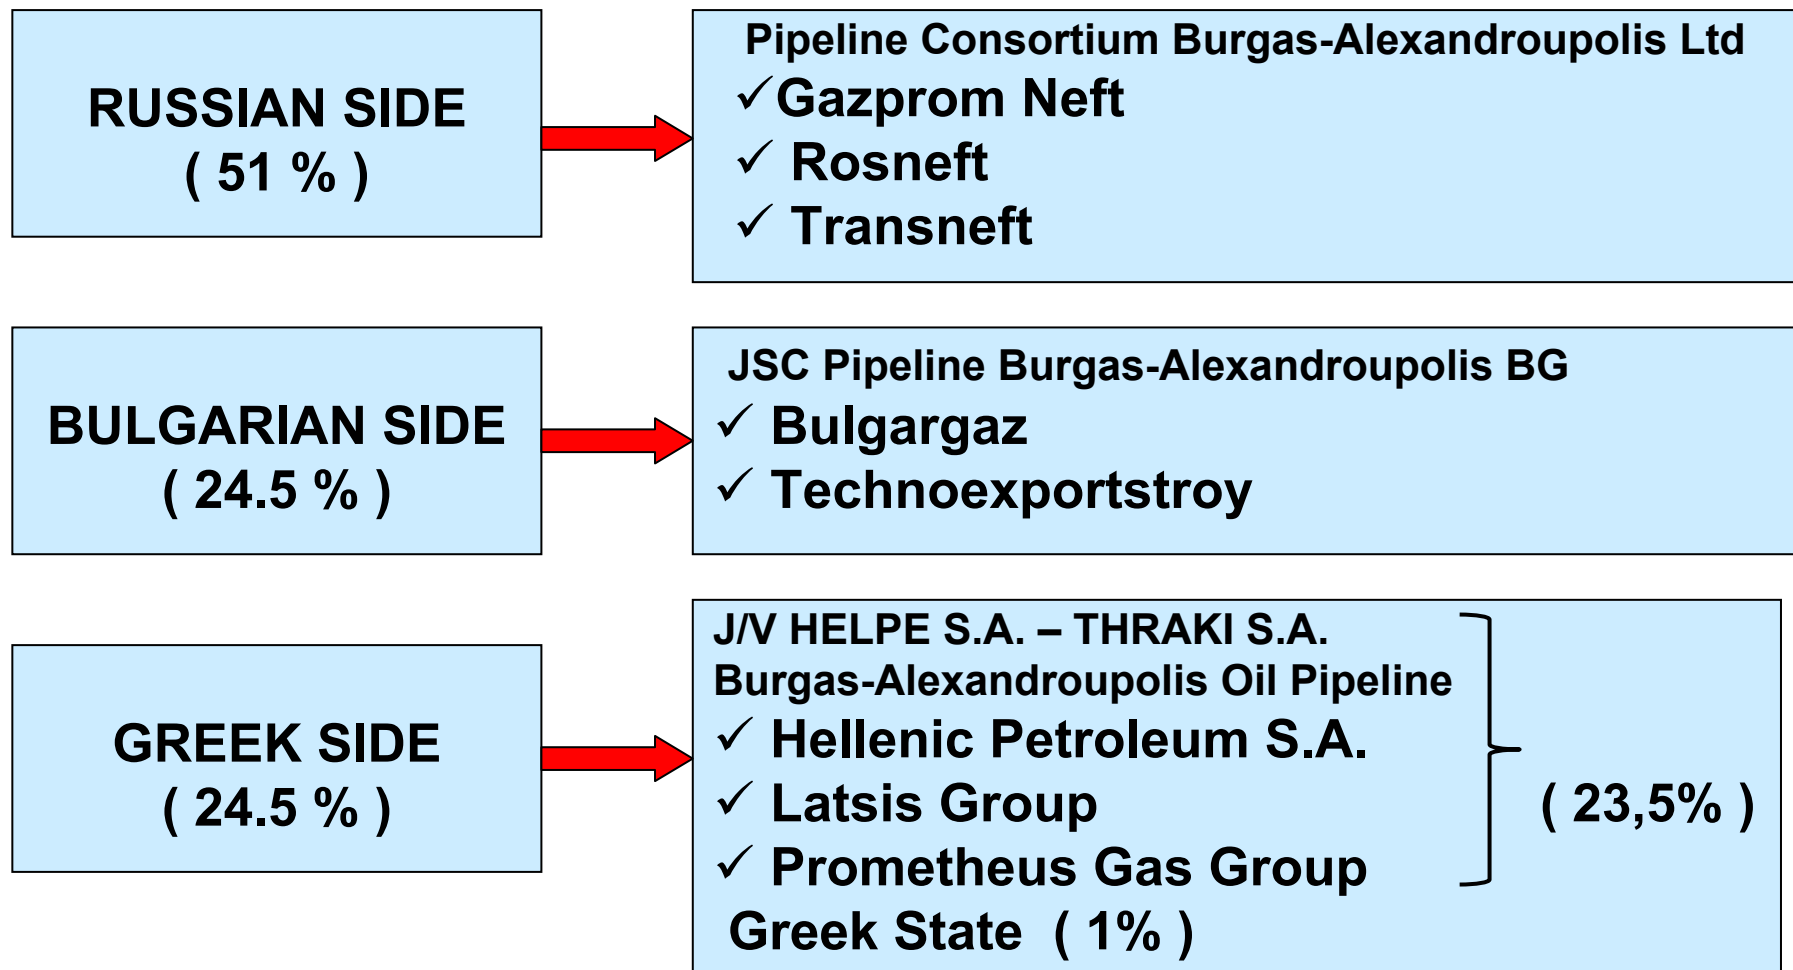 RUSSIAN SIDE
( 51 % )
Pipeline Consortium Burgas-Alexandroupolis Ltd
✓Gazprom Neft
✓ Rosneft
✓ Transneft
BULGARIAN SIDE
( 24.5 % )
JSC Pipeline Burgas-Alexandroupolis BG
✓ Bulgargaz
✓ Technoexportstroy
GREEK SIDE
( 24.5 % )
J/V HELPE S.A. – THRAKI S.A.
Burgas-Alexandroupolis Oil Pipeline
✓ Hellenic Petroleum S.A.
✓ Latsis Group
✓ Prometheus Gas Group
( 23,5% )
Greek State ( 1% )